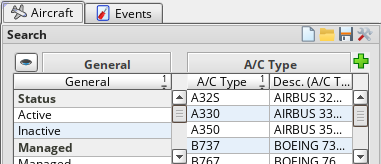 Aircraft Events
Search
General A/C Type
General 1 A/C Type 1 Desc. (A/C T...
Status A32S AIRBUS 32...
Active A330 AIRBUS 33...
Inactive A350 AIRBUS 35...
Managed B737 BOEING 73...
Managed B767 BOEING 76